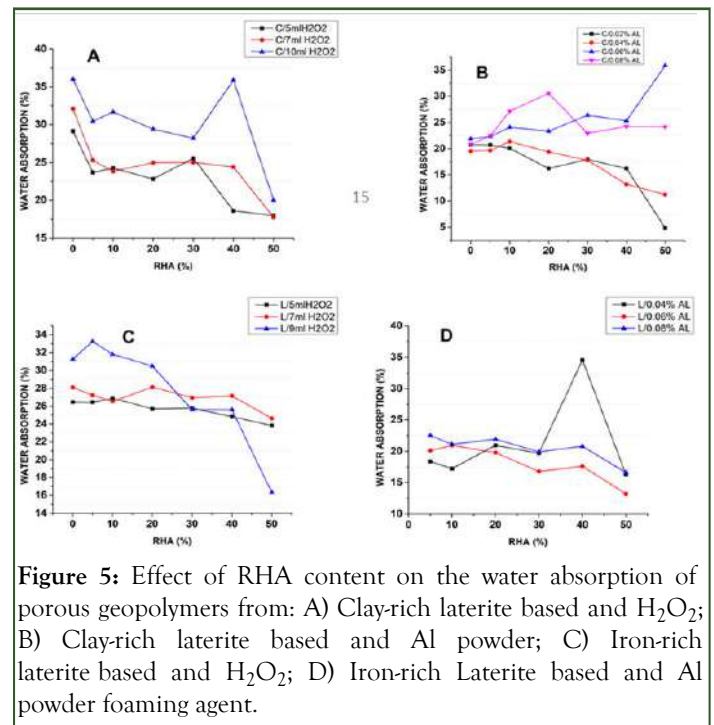 A
C/5mlH2O2
C/7ml H2O2
C/10ml H2O2
WATER ABSORPTION (%)
40
35
30
25
20
15
0 10 20 30 40 50
RHA (%)
15
B
C/0.02% AL
C/0.04% AL
C/0.06% AL
C/0.08% AL
WATER ABSORPTION (%)
35
30
25
20
15
10
5
0 10 20 30 40 50
RHA (%)
C
L/5mlH2O2
L/7ml H2O2
L/9ml H2O2
WATER ABSORPTION (%)
34
32
30
28
26
24
22
20
18
16
14
0 10 20 30 40 50
RHA (%)
D
L/0.04% AL
L/0.06% AL
L/0.08% AL
WATER ABSORPTION (%)
40
35
30
25
20
15
10
0 10 20 30 40 50
RHA (%)
Figure 5: Effect of RHA content on the water absorption of
porous geopolymers from: A) Clay-rich laterite based and H₂O₂;
B) Clay-rich laterite based and Al powder; C) Iron-rich
laterite based and H₂O₂; D) Iron-rich Laterite based and Al
powder foaming agent.